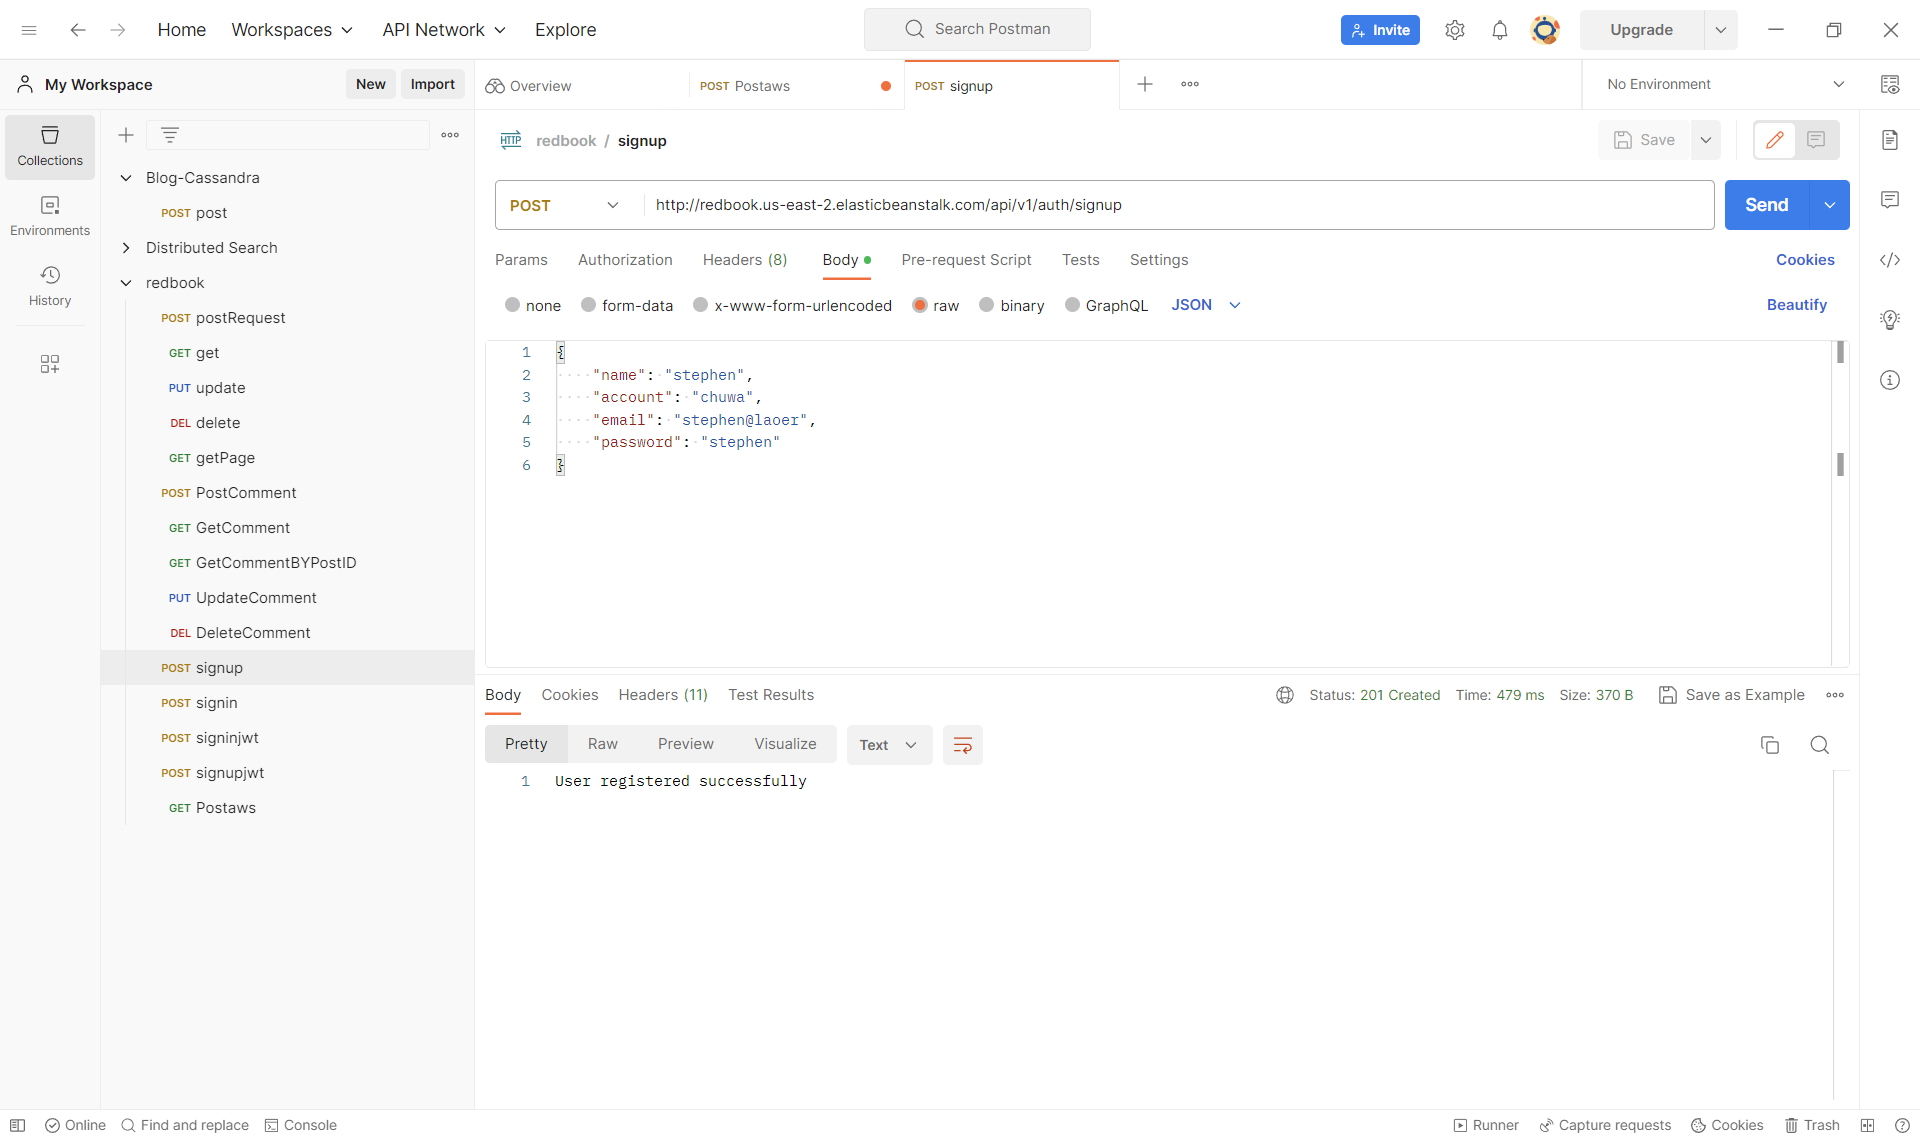 Home Workspaces API Network Explore Search Postman Invite Upgrade
My Workspace New Import Overview POST Postaws POST signup No Environment
Collections
Environments
History
Blog-Cassandra
POST post
Distributed Search
redbook
POST postRequest
GET get
PUT update
DEL delete
GET getPage
POST PostComment
GET GetComment
GET GetCommentBYPostID
PUT UpdateComment
DEL DeleteComment
POST signup
POST signin
POST signinjwt
POST signupjwt
GET Postaws
HTTP redbook / signup Save
POST http://redbook.us-east-2.elasticbeanstalk.com/api/v1/auth/signup Send
Params Authorization Headers (8) Body Pre-request Script Tests Settings Cookies
none form-data x-www-form-urlencoded raw binary GraphQL JSON Beautify
1 {
2 "name": "stephen",
3 "account": "chuwa",
4 "email": "stephen@laoer",
5 "password": "stephen"
6 }
Body Cookies Headers (11) Test Results Status: 201 Created Time: 479 ms Size: 370 B Save as Example
Pretty Raw Preview Visualize Text
1 User registered successfully
Online Find and replace Console Runner Capture requests Cookies Trash